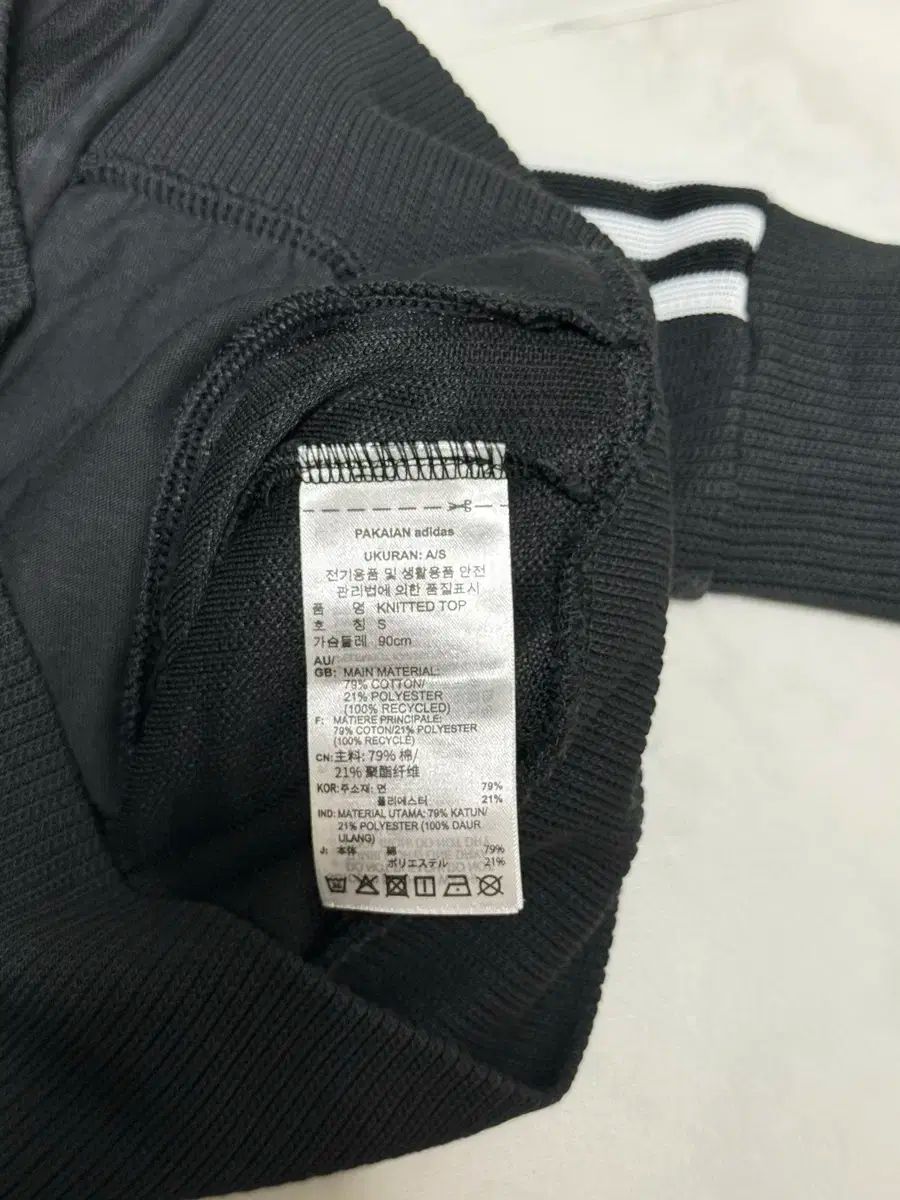 PAKAIAN adidas
UKURAN: A/S
전기용품 및 생활용품 안전
관리법에 의한 품질표시
품 명 KNITTED TOP
호 칭 S
가슴둘레 90cm
AU/
GB: MAIN MATERIAL:
79% COTTON/
21% POLYESTER
(100% RECYCLED)
F: MATIERE PRINCIPALE:
79% COTON/21% POLYESTER
(100% RECYCLÉ)
CN: 主料: 79% 棉/
21% 聚酯纤维
KOR: 주소재: 면 79%
폴리에스터 21%
IND: MATERIAL UTAMA: 79% KATUN/
21% POLYESTER (100% DAUR
ULANG)
J: 本体 綿 79%
ポリエステル 21%